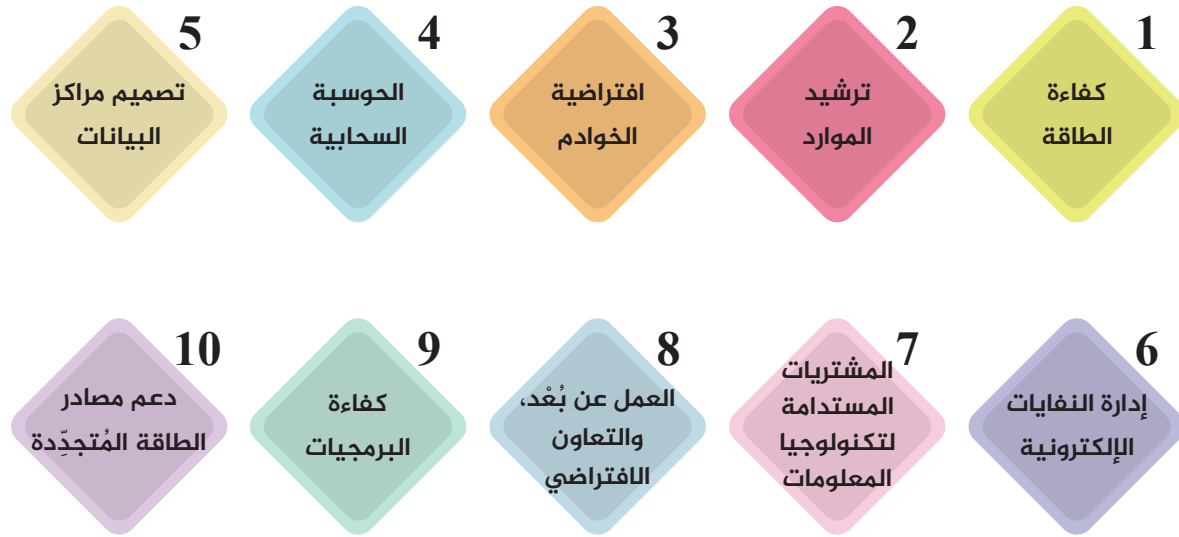 1
كفاءة
الطاقة
2
ترشيد
الموارد
3
افتراضية
الخوادم
4
الحوسبة
السحابية
5
تصميم مراكز
البيانات
6
إدارة النفايات
الإلكترونية
7
المشتريات
المستدامة
لتكنولوجيا
المعلومات
8
العمل عن بُعْد،
والتعاون
الافتراضي
9
كفاءة
البرمجيات
10
دعم مصادر
الطاقة المُتجدِّدة